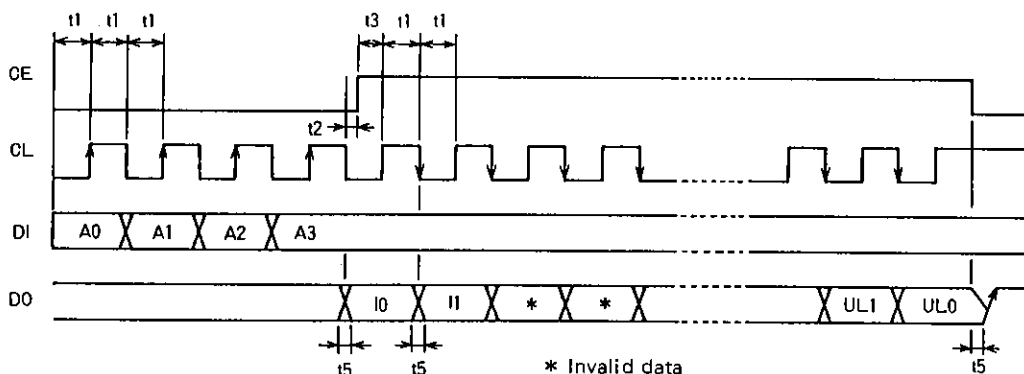 t1 t1 t1 t3 t1 t1
CE
t2
CL
DI A0 A1 A2 A3
DO I0 I1 * * UL1 UL0
t5 t5 * Invalid data t5